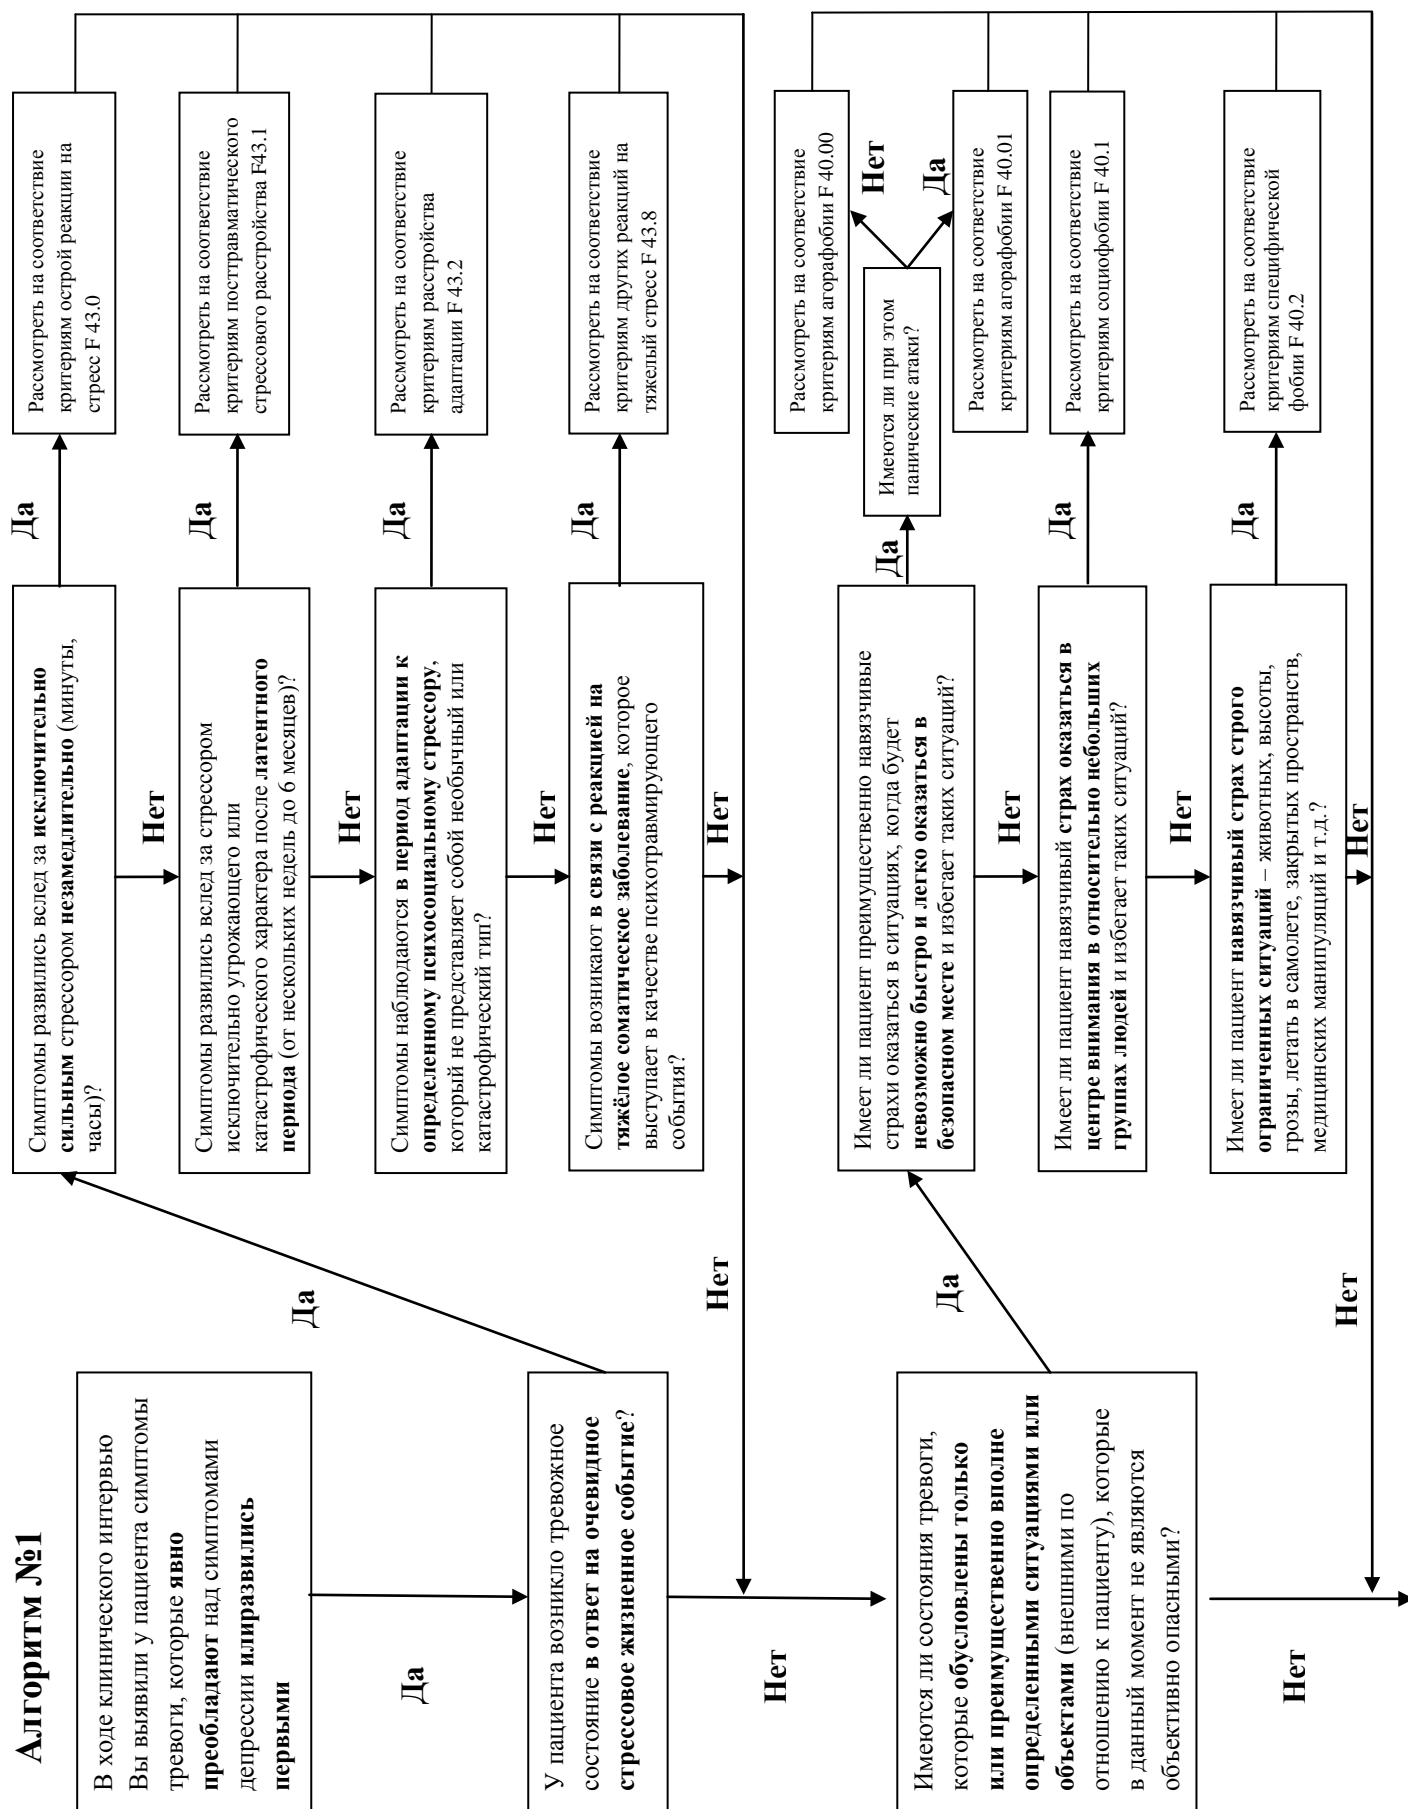 Алгоритм №1
В ходе клинического интервью
Вы выявили у пациента симптомы
тревоги, которые явно
преобладают над симптомами
депрессии илиразвились
первыми
Да
У пациента возникло тревожное
состояние в ответ на очевидное
стрессовое жизненное событие?
Да
Нет
Симптомы развились вслед за исключительно
сильным стрессором незамедлительно (минуты,
часы)?
Да
Рассмотреть на соответствие
критериям острой реакции на
стресс F 43.0
Нет
Симптомы развились вслед за стрессором
исключительно угрожающего или
катастрофического характера после латентного
периода (от нескольких недель до 6 месяцев)?
Да
Рассмотреть на соответствие
критериям посттравматического
стрессового расстройства F43.1
Нет
Симптомы наблюдаются в период адаптации к
определенному психосоциальному стрессору,
который не представляет собой необычный или
катастрофический тип?
Да
Рассмотреть на соответствие
критериям расстройства
адаптации F 43.2
Нет
Симптомы возникают в связи с реакцией на
тяжёлое соматическое заболевание, которое
выступает в качестве психотравмирующего
события?
Да
Рассмотреть на соответствие
критериям других реакций на
тяжелый стресс F 43.8
Нет
Нет
Имеются ли состояния тревоги,
которые обусловлены только
или преимущественно вполне
определенными ситуациями или
объектами (внешними по
отношению к пациенту), которые
в данный момент не являются
объективно опасными?
Да
Нет
Имеет ли пациент преимущественно навязчивые
страхи оказаться в ситуациях, когда будет
невозможно быстро и легко оказаться в
безопасном месте и избегает таких ситуаций?
Да
Имеются ли при этом
панические атаки?
Нет
Рассмотреть на соответствие
критериям агорафобии F 40.00
Да
Рассмотреть на соответствие
критериям агорафобии F 40.01
Нет
Имеет ли пациент навязчивый страх оказаться в
центре внимания в относительно небольших
группах людей и избегает таких ситуаций?
Да
Рассмотреть на соответствие
критериям социофобии F 40.1
Нет
Имеет ли пациент навязчивый страх строго
ограниченных ситуаций – животных, высоты,
грозы, летать в самолете, закрытых пространств,
медицинских манипуляций и т.д.?
Да
Рассмотреть на соответствие
критериям специфической
фобии F 40.2
Нет
Нет